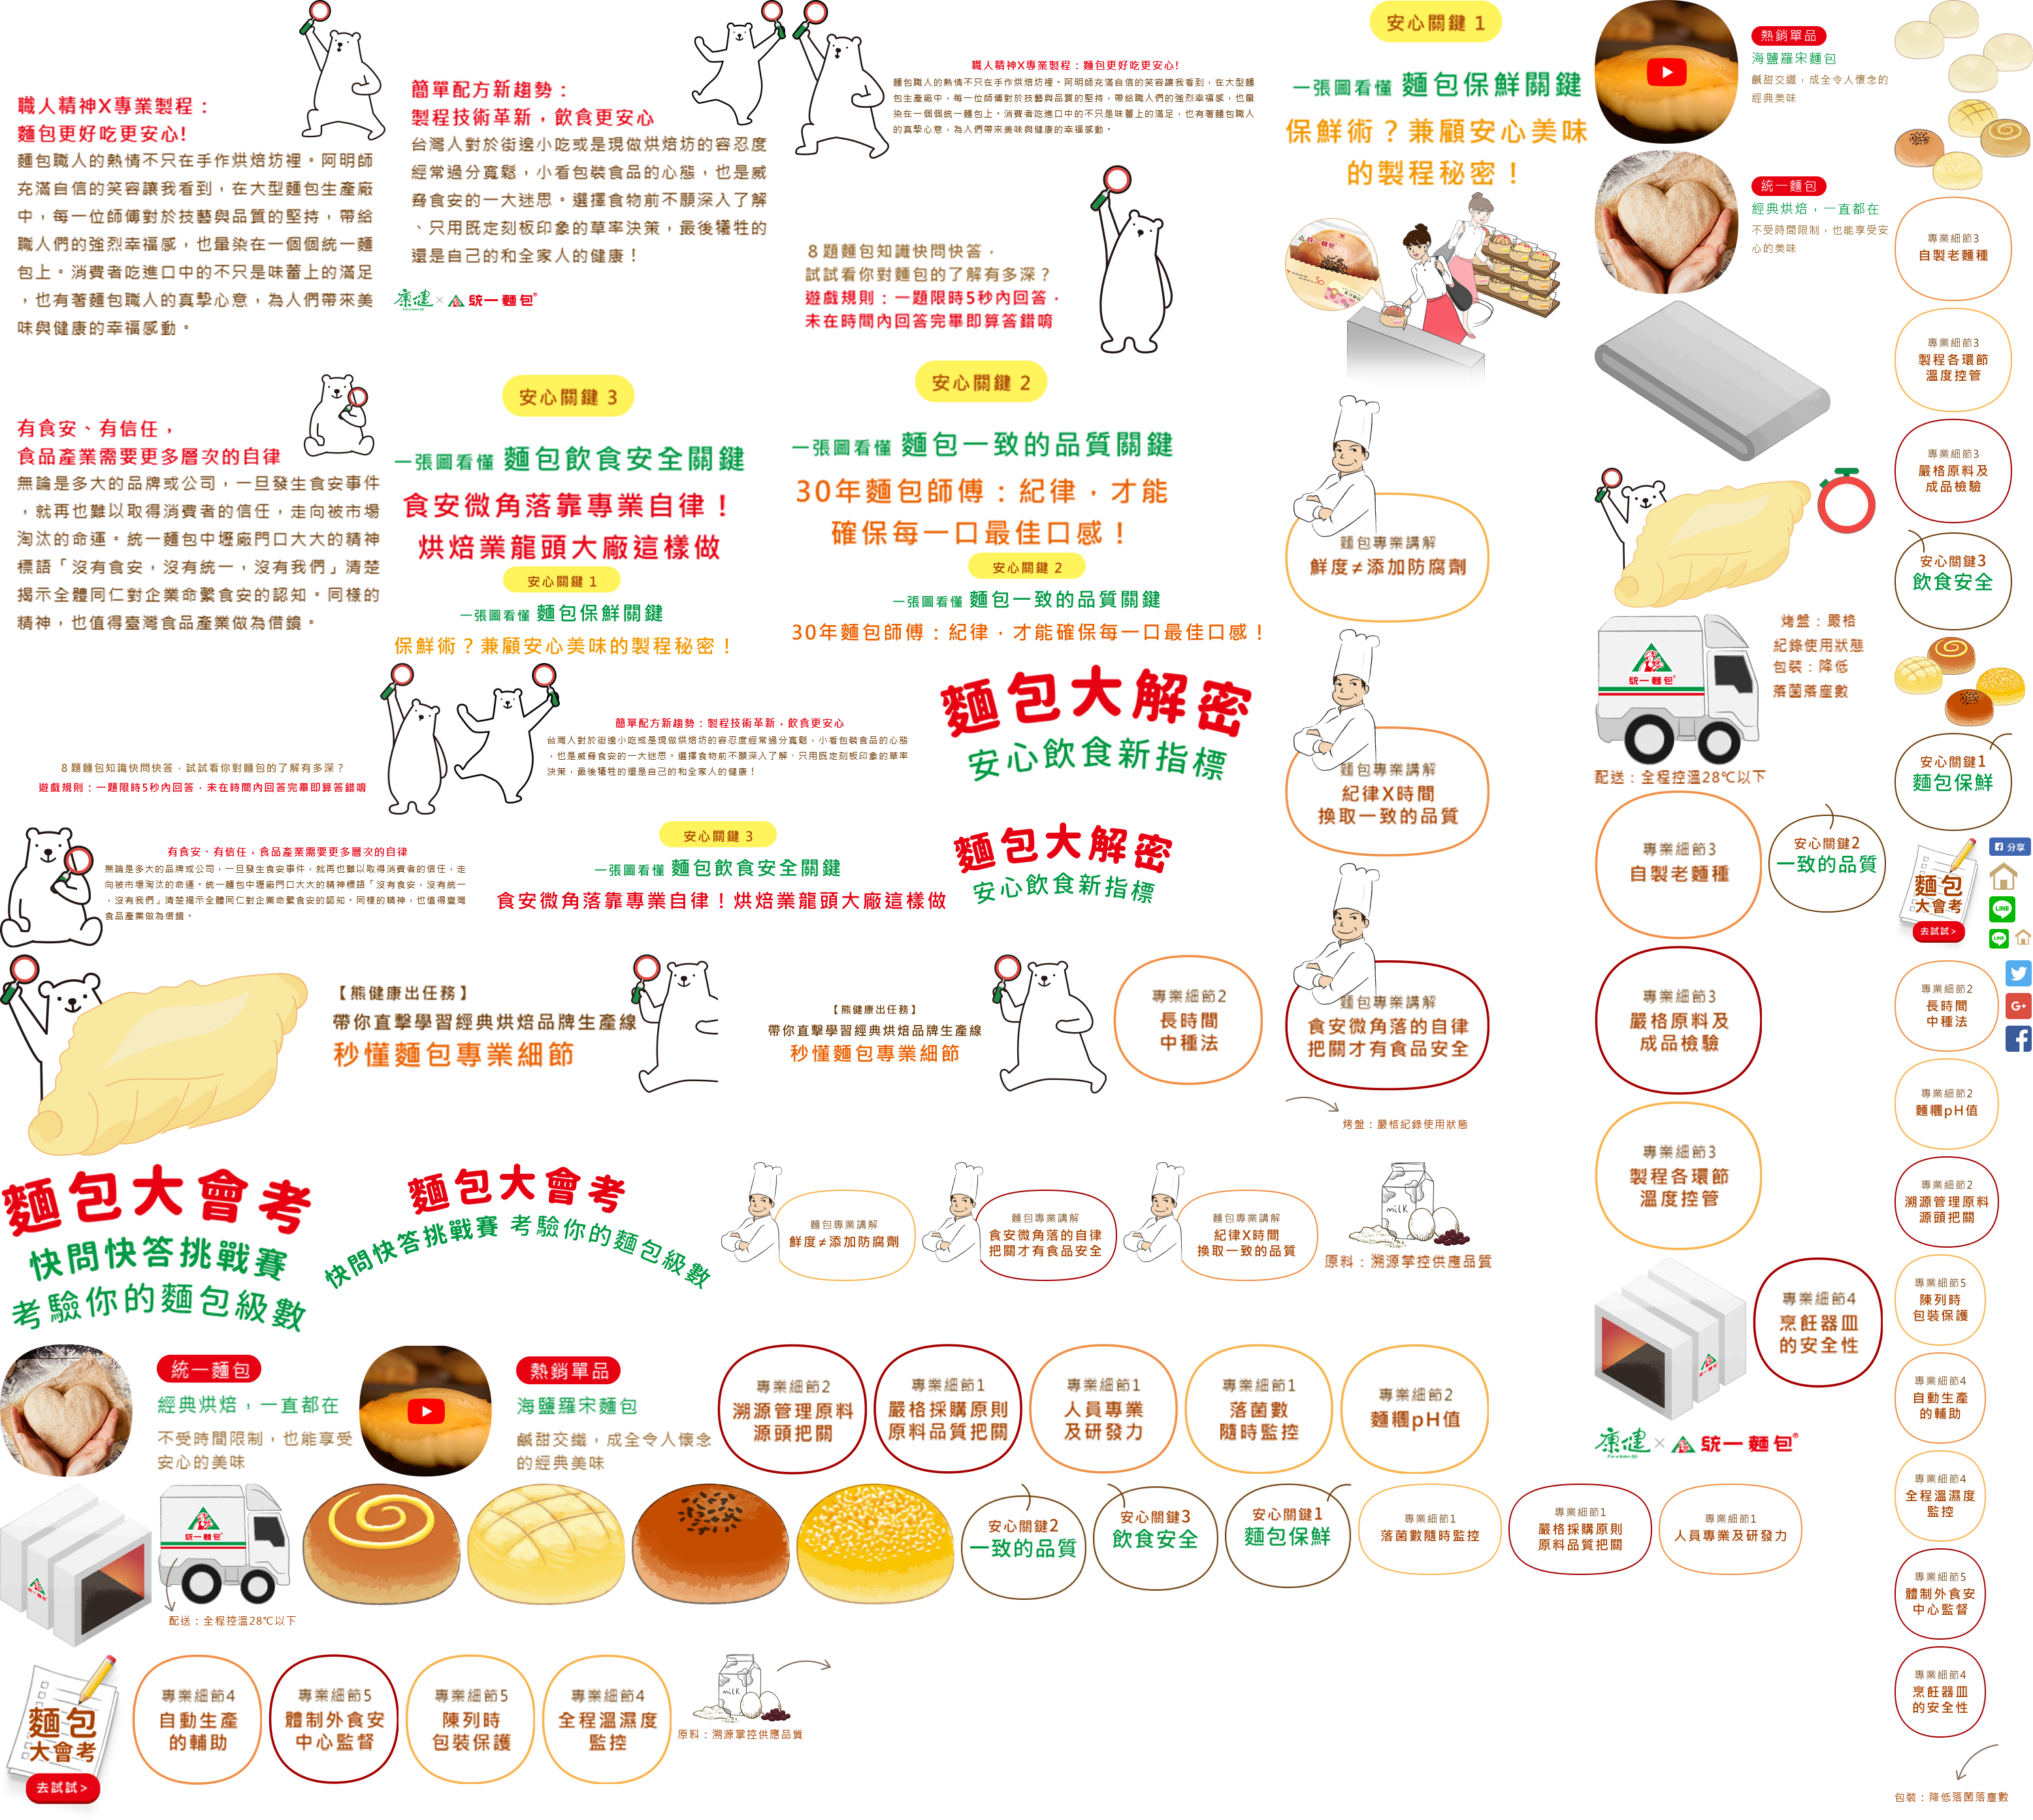 職人精神X專業製程：
麵包更好吃更安心!
麵包職人的熱情不只在手作烘焙坊裡。阿明師
充滿自信的笑容讓我看到，在大型麵包生產廠
中，每一位師傅對於技藝與品質的堅持，帶給
職人們的強烈幸福感，也暈染在一個個統一麵
包上。消費者吃進口中的不只是味蕾上的滿足
，也有著麵包職人的真摯心意，為人們帶來美
味與健康的幸福感動。
簡單配方新趨勢：
製程技術革新，飲食更安心
台灣人對於街邊小吃或是現做烘焙坊的容忍度
經常過分寬鬆，小看包裝食品的心態，也是威
脅食安的一大迷思。選擇食物前不願深入了解
、只用既定刻板印象的草率決策，最後犧牲的
還是自己的和全家人的健康！
康健×統一麵包
職人精神X專業製程：麵包更好吃更安心!
麵包職人的熱情不只在手作烘焙坊裡。阿明師充滿自信的笑容讓我看到，在大型麵
包生產廠中，每一位師傅對於技藝與品質的堅持，帶給職人們的強烈幸福感，也暈
染在一個個統一麵包上。消費者吃進口中的不只是味蕾上的滿足，也有著麵包職人
的真摯心意，為人們帶來美味與健康的幸福感動。
8題麵包知識快問快答，
試試看你對麵包的了解有多深？
遊戲規則：一題限時5秒內回答，
未在時間內回答完畢即算答錯唷
安心關鍵 1
一張圖看懂 麵包保鮮關鍵
保鮮術？兼顧安心美味
的製程秘密！
統一麵包
熱銷單品
海鹽羅宋麵包
鹹甜交織，成全令人懷念的
經典美味
統一麵包
經典烘焙，一直都在
不受時間限制，也能享受安
心的美味
專業細節3
自製老麵種
專業細節3
製程各環節
溫度控管
專業細節3
嚴格原料及
成品檢驗
安心關鍵3
飲食安全
安心關鍵1
麵包保鮮
有食安、有信任，
食品產業需要更多層次的自律
無論是多大的品牌或公司，一旦發生食安事件
，就再也難以取得消費者的信任，走向被市場
淘汰的命運。統一麵包中壢廠門口大大的精神
標語「沒有食安，沒有統一，沒有我們」清楚
揭示全體同仁對企業命繫食安的認知。同樣的
精神，也值得臺灣食品產業做為借鏡。
安心關鍵 3
一張圖看懂 麵包飲食安全關鍵
食安微角落靠專業自律！
烘焙業龍頭大廠這樣做
安心關鍵 1
一張圖看懂 麵包保鮮關鍵
保鮮術？兼顧安心美味的製程秘密！
安心關鍵 2
一張圖看懂 麵包一致的品質關鍵
30年麵包師傅：紀律，才能
確保每一口最佳口感！
安心關鍵 2
一張圖看懂 麵包一致的品質關鍵
30年麵包師傅：紀律，才能確保每一口最佳口感！
麵包專業講解
鮮度≠添加防腐劑
麵包專業講解
紀律X時間
換取一致的品質
麵包專業講解
食安微角落的自律
把關才有食品安全
烤盤：嚴格紀錄使用狀態
統一麵包
烤盤：嚴格
紀錄使用狀態
包裝：降低
落菌落塵數
配送：全程控溫28℃以下
8題麵包知識快問快答，試試看你對麵包的了解有多深？
遊戲規則：一題限時5秒內回答，未在時間內回答完畢即算答錯唷
簡單配方新趨勢：製程技術革新，飲食更安心
台灣人對於街邊小吃或是現做烘焙坊的容忍度經常過分寬鬆，小看包裝食品的心態
，也是威脅食安的一大迷思。選擇食物前不願深入了解、只用既定刻板印象的草率
決策，最後犧牲的還是自己的和全家人的健康！
麵包大解密
安心飲食新指標
有食安、有信任，食品產業需要更多層次的自律
無論是多大的品牌或公司，一旦發生食安事件，就再也難以取得消費者的信任，走
向被市場淘汰的命運。統一麵包中壢廠門口大大的精神標語「沒有食安，沒有統一
，沒有我們」清楚揭示全體同仁對企業命繫食安的認知。同樣的精神，也值得臺灣
食品產業做為借鏡。
安心關鍵 3
一張圖看懂 麵包飲食安全關鍵
食安微角落靠專業自律！烘焙業龍頭大廠這樣做
麵包大解密
安心飲食新指標
專業細節3
自製老麵種
安心關鍵2
一致的品質
麵包
大會考
去試試>
分享
LINE
LINE
G+
【熊健康出任務】
帶你直擊學習經典烘焙品牌生產線
秒懂麵包專業細節
【熊健康出任務】
帶你直擊學習經典烘焙品牌生產線
秒懂麵包專業細節
專業細節2
長時間
中種法
專業細節3
嚴格原料及
成品檢驗
專業細節3
製程各環節
溫度控管
專業細節2
長時間
中種法
專業細節2
麵糰pH值
專業細節2
溯源管理原料
源頭把關
專業細節5
陳列時
包裝保護
專業細節4
自動生產
的輔助
專業細節4
全程溫濕度
監控
專業細節5
體制外食安
中心監督
專業細節4
烹飪器皿
的安全性
包裝：降低落菌落塵數
麵包大會考
快問快答挑戰賽
考驗你的麵包級數
麵包大會考
快問快答挑戰賽 考驗你的麵包級數
麵包專業講解
鮮度≠添加防腐劑
麵包專業講解
食安微角落的自律
把關才有食品安全
麵包專業講解
紀律X時間
換取一致的品質
milk
原料：溯源掌控供應品質
專業細節4
烹飪器皿
的安全性
康健×統一麵包
統一麵包
經典烘焙，一直都在
不受時間限制，也能享受
安心的美味
熱銷單品
海鹽羅宋麵包
鹹甜交織，成全令人懷念
的經典美味
專業細節2
溯源管理原料
源頭把關
專業細節1
嚴格採購原則
原料品質把關
專業細節1
人員專業
及研發力
專業細節1
落菌數
隨時監控
專業細節2
麵糰pH值
統一麵包
配送：全程控溫28℃以下
安心關鍵2
一致的品質
安心關鍵3
飲食安全
安心關鍵1
麵包保鮮
專業細節1
落菌數隨時監控
專業細節1
嚴格採購原則
原料品質把關
專業細節1
人員專業及研發力
麵包
大會考
去試試>
專業細節4
自動生產
的輔助
專業細節5
體制外食安
中心監督
專業細節5
陳列時
包裝保護
專業細節4
全程溫濕度
監控
milk
原料：溯源掌控供應品質